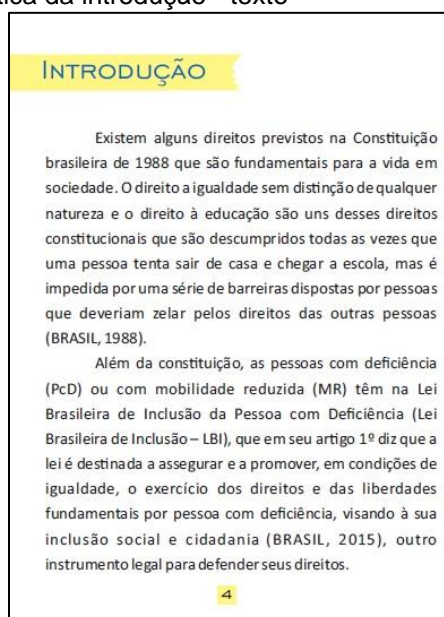 da introdução - texto
INTRODUÇÃO
Existem alguns direitos previstos na Constituição
brasileira de 1988 que são fundamentais para a vida em
sociedade. O direito a igualdade sem distinção de qualquer
natureza e o direito à educação são uns desses direitos
constitucionais que são descumpridos todas as vezes que
uma pessoa tenta sair de casa e chegar a escola, mas é
impedida por uma série de barreiras dispostas por pessoas
que deveriam zelar pelos direitos das outras pessoas
(BRASIL, 1988).
Além da constituição, as pessoas com deficiência
(PcD) ou com mobilidade reduzida (MR) têm na Lei
Brasileira de Inclusão da Pessoa com Deficiência (Lei
Brasileira de Inclusão – LBI), que em seu artigo 1º diz que a
lei é destinada a assegurar e a promover, em condições de
igualdade, o exercício dos direitos e das liberdades
fundamentais por pessoa com deficiência, visando à sua
inclusão social e cidadania (BRASIL, 2015), outro
instrumento legal para defender seus direitos.
4